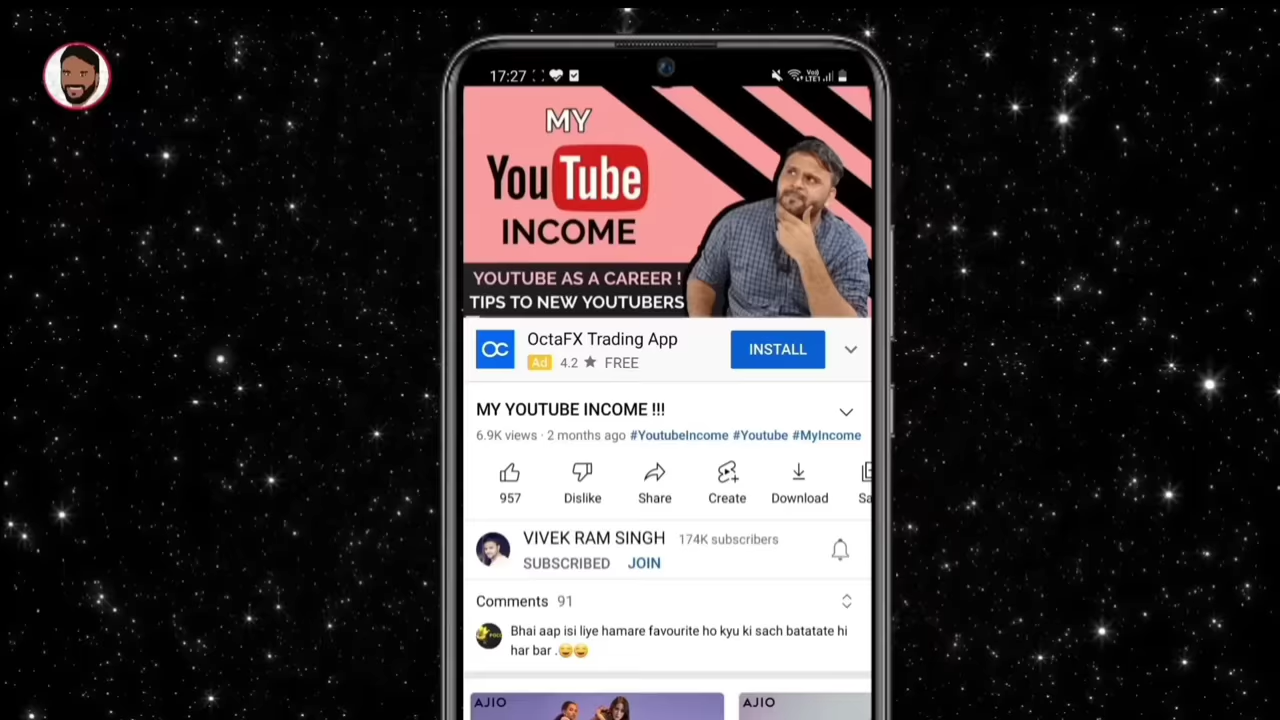 17:27
MY
YouTube
INCOME
YOUTUBE AS A CAREER !
TIPS TO NEW YOUTUBERS
OctaFX Trading App
Ad 4.2 ★ FREE
INSTALL
MY YOUTUBE INCOME !!!
6.9K views · 2 months ago #YoutubeIncome #Youtube #MyIncome
957 Dislike Share Create Download Sa
VIVEK RAM SINGH 174K subscribers
SUBSCRIBED JOIN
Comments 91
Bhai aap isi liye hamare favourite ho kyu ki sach batatate hi
har bar .😂😂
AJIO AJIO